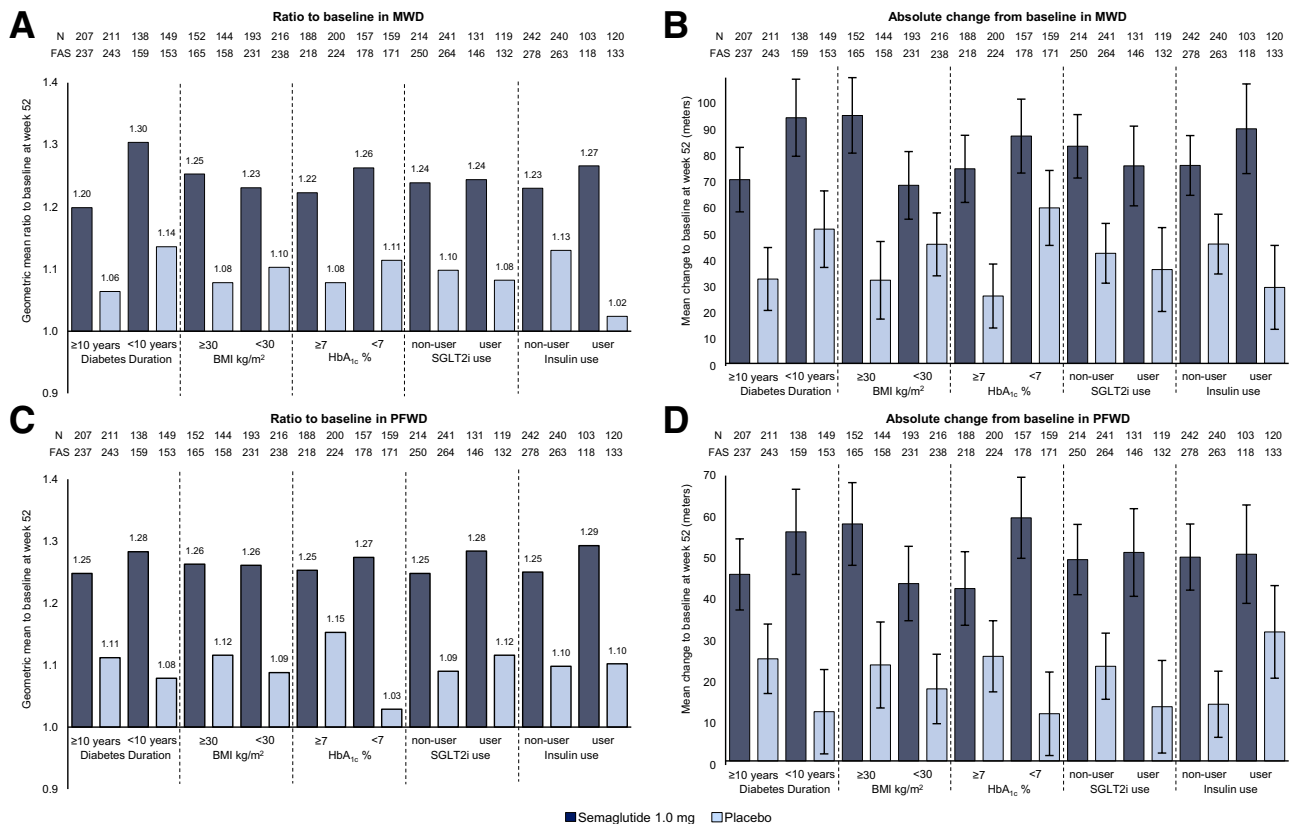 A
Ratio to baseline in MWD
N 207 211 138 149 152 144 193 216 188 200 157 159 214 241 131 119 242 240 103 120
FAS 237 243 159 153 165 158 231 238 218 224 178 171 250 264 146 132 278 263 118 133
Geometric mean ratio to baseline at week 52
1.4
1.3
1.2
1.1
1.0
0.9
1.20 1.06 1.30 1.14 1.25 1.08 1.23 1.10 1.22 1.08 1.26 1.11 1.24 1.10 1.24 1.08 1.23 1.13 1.27 1.02
≥10 years <10 years ≥30 <30 ≥7 <7 non-user user non-user user
Diabetes Duration BMI kg/m² HbA1c % SGLT2i use Insulin use
B
Absolute change from baseline in MWD
N 207 211 138 149 152 144 193 216 188 200 157 159 214 241 131 119 242 240 103 120
FAS 237 243 159 153 165 158 231 238 218 224 178 171 250 264 146 132 278 263 118 133
Mean change to baseline at week 52 (meters)
100
90
80
70
60
50
40
30
20
10
0
≥10 years <10 years ≥30 <30 ≥7 <7 non-user user non-user user
Diabetes Duration BMI kg/m² HbA1c % SGLT2i use Insulin use
C
Ratio to baseline in PFWD
N 207 211 138 149 152 144 193 216 188 200 157 159 214 241 131 119 242 240 103 120
FAS 237 243 159 153 165 158 231 238 218 224 178 171 250 264 146 132 278 263 118 133
Geometric mean to baseline at week 52
1.4
1.3
1.2
1.1
1.0
0.9
1.25 1.11 1.28 1.08 1.26 1.12 1.26 1.09 1.25 1.15 1.27 1.03 1.25 1.09 1.28 1.12 1.25 1.10 1.29 1.10
≥10 years <10 years ≥30 <30 ≥7 <7 non-user user non-user user
Diabetes Duration BMI kg/m² HbA1c % SGLT2i use Insulin use
D
Absolute change from baseline in PFWD
N 207 211 138 149 152 144 193 216 188 200 157 159 214 241 131 119 242 240 103 120
FAS 237 243 159 153 165 158 231 238 218 224 178 171 250 264 146 132 278 263 118 133
Mean change to baseline at week 52 (meters)
70
60
50
40
30
20
10
0
≥10 years <10 years ≥30 <30 ≥7 <7 non-user user non-user user
Diabetes Duration BMI kg/m² HbA1c % SGLT2i use Insulin use
Semaglutide 1.0 mg Placebo